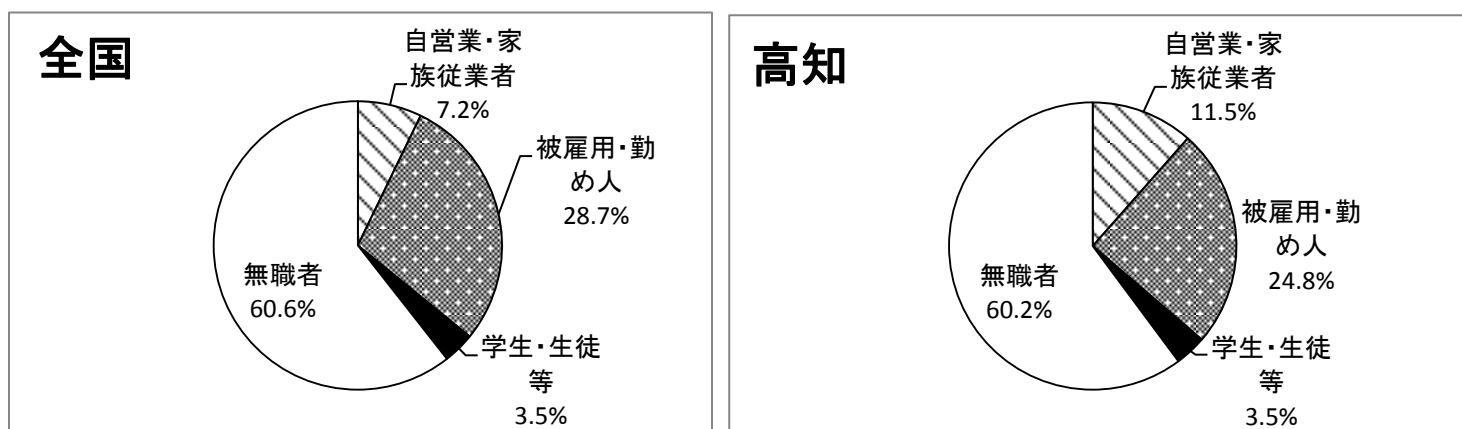 全国
自営業・家
族従業者
7.2%
被雇用・勤
め人
28.7%
無職者
60.6%
学生・生徒
等
3.5%
高知
自営業・家
族従業者
11.5%
被雇用・勤
め人
24.8%
無職者
60.2%
学生・生徒
等
3.5%